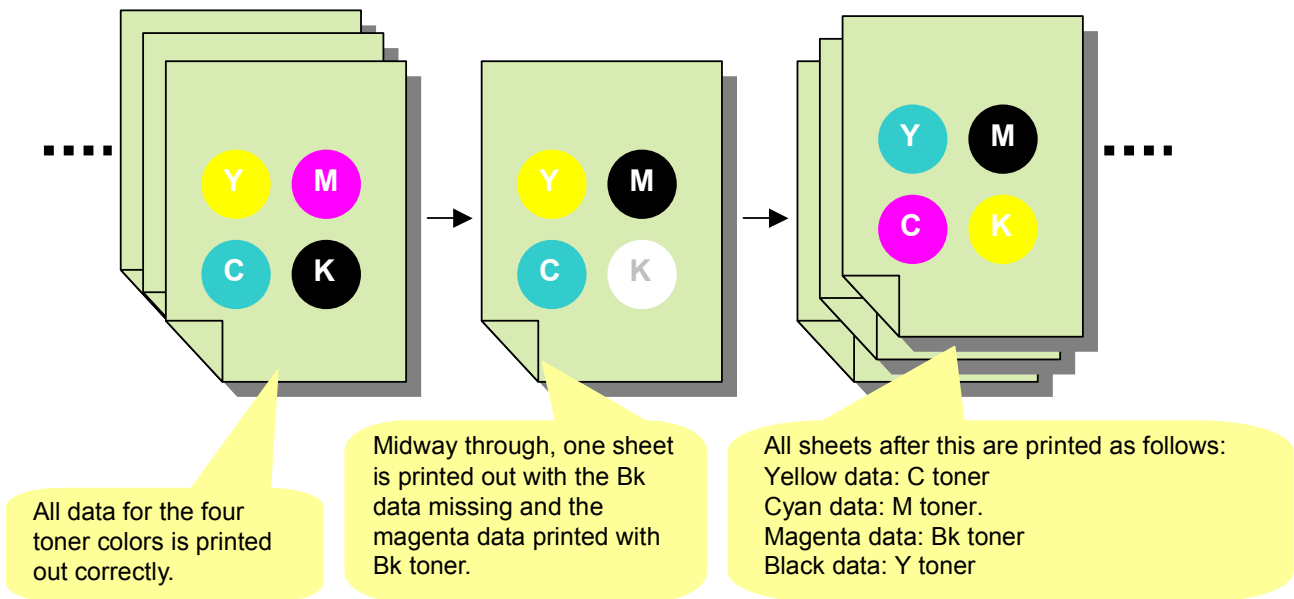 Y M
C K
Y M
C K
Y M
C K
All data for the four
toner colors is printed
out correctly.
Midway through, one sheet
is printed out with the Bk
data missing and the
magenta data printed with
Bk toner.
All sheets after this are printed as follows:
Yellow data: C toner
Cyan data: M toner.
Magenta data: Bk toner
Black data: Y toner